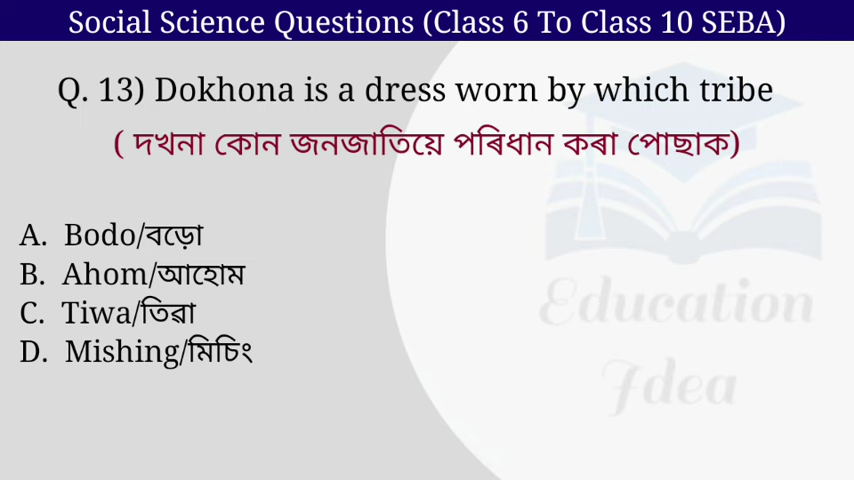 Social Science Questions (Class 6 To Class 10 SEBA)
Q. 13) Dokhona is a dress worn by which tribe
( দখনা কোন জনজাতিয়ে পৰিধান কৰা পোছাক)
A. Bodo/বড়ো
B. Ahom/আহোম
C. Tiwa/তিৱা
D. Mishing/মিচিং
Education
Idea